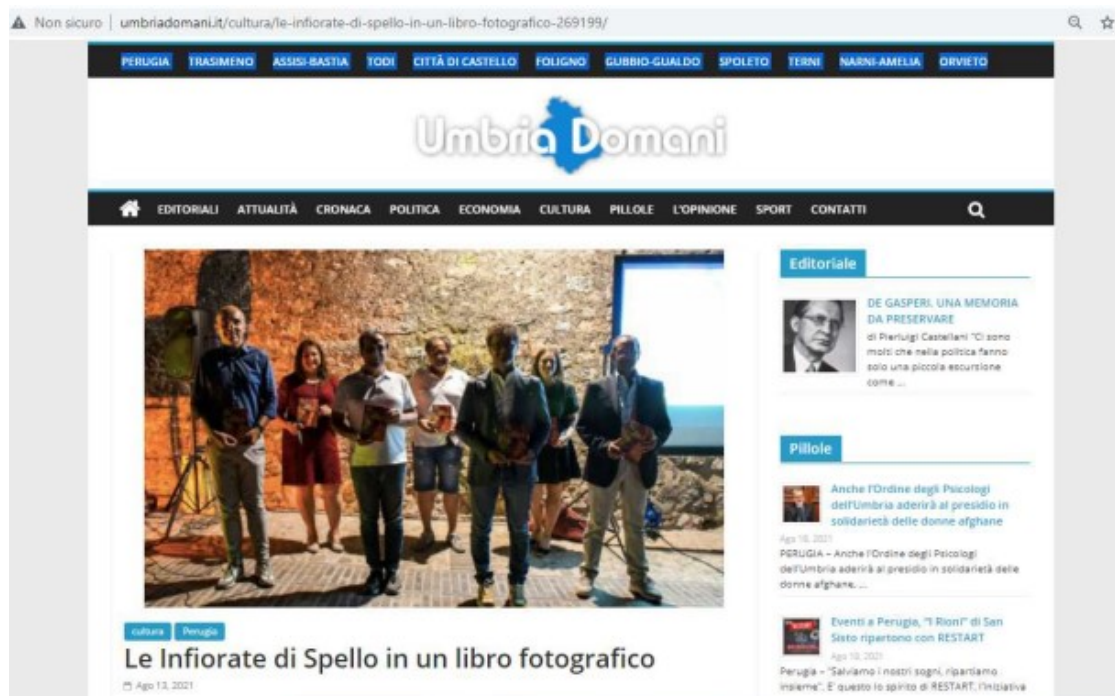 Non sicuro | umbriadomani.it/cultura/le-infiorate-di-spello-in-un-libro-fotografico-269199/
PERUGIA TRASIMENO ASSISI-BASTIA TODI CITTÀ DI CASTELLO FOLIGNO GUBBIO-GUALDO SPOLETO TERNI NARNI-AMELIA ORVIETO
Umbria Domani
EDITORIALI ATTUALITÀ CRONACA POLITICA ECONOMIA CULTURA PILLOLE L'OPINIONE SPORT CONTATTI
cultura Perugia
Le Infiorate di Spello in un libro fotografico
Ago 13, 2021
Editoriale
DE GASPERI. UNA MEMORIA
DA PRESERVARE
di Pierluigi Castellani "Ci sono
molti che nella politica fanno
solo una piccola escursione
come ...
Pillole
Anche l'Ordine degli Psicologi
dell'Umbria aderirà al presidio in
solidarietà delle donne afghane
Ago 18, 2021
PERUGIA – Anche l'Ordine degli Psicologi
dell'Umbria aderirà al presidio in solidarietà delle
donne afghane. ...
Eventi a Perugia, "I Rioni" di San
Sisto ripartono con RESTART
Ago 18, 2021
Perugia – "Salviamo i nostri sogni, ripartiamo
insieme". E' questo lo spirito di RESTART, l'iniziativa